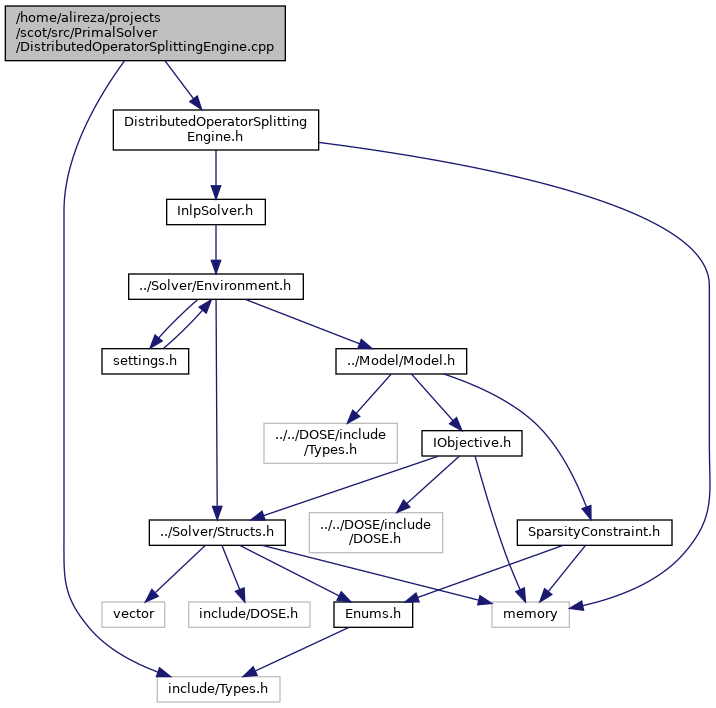 /home/alireza/projects
/scot/src/PrimalSolver
/DistributedOperatorSplittingEngine.cpp
DistributedOperatorSplitting
Engine.h
InlpSolver.h
../Solver/Environment.h
settings.h
../Model/Model.h
../../DOSE/include
/Types.h
IObjective.h
../Solver/Structs.h
../../DOSE/include
/DOSE.h
SparsityConstraint.h
vector
include/DOSE.h
Enums.h
memory
include/Types.h